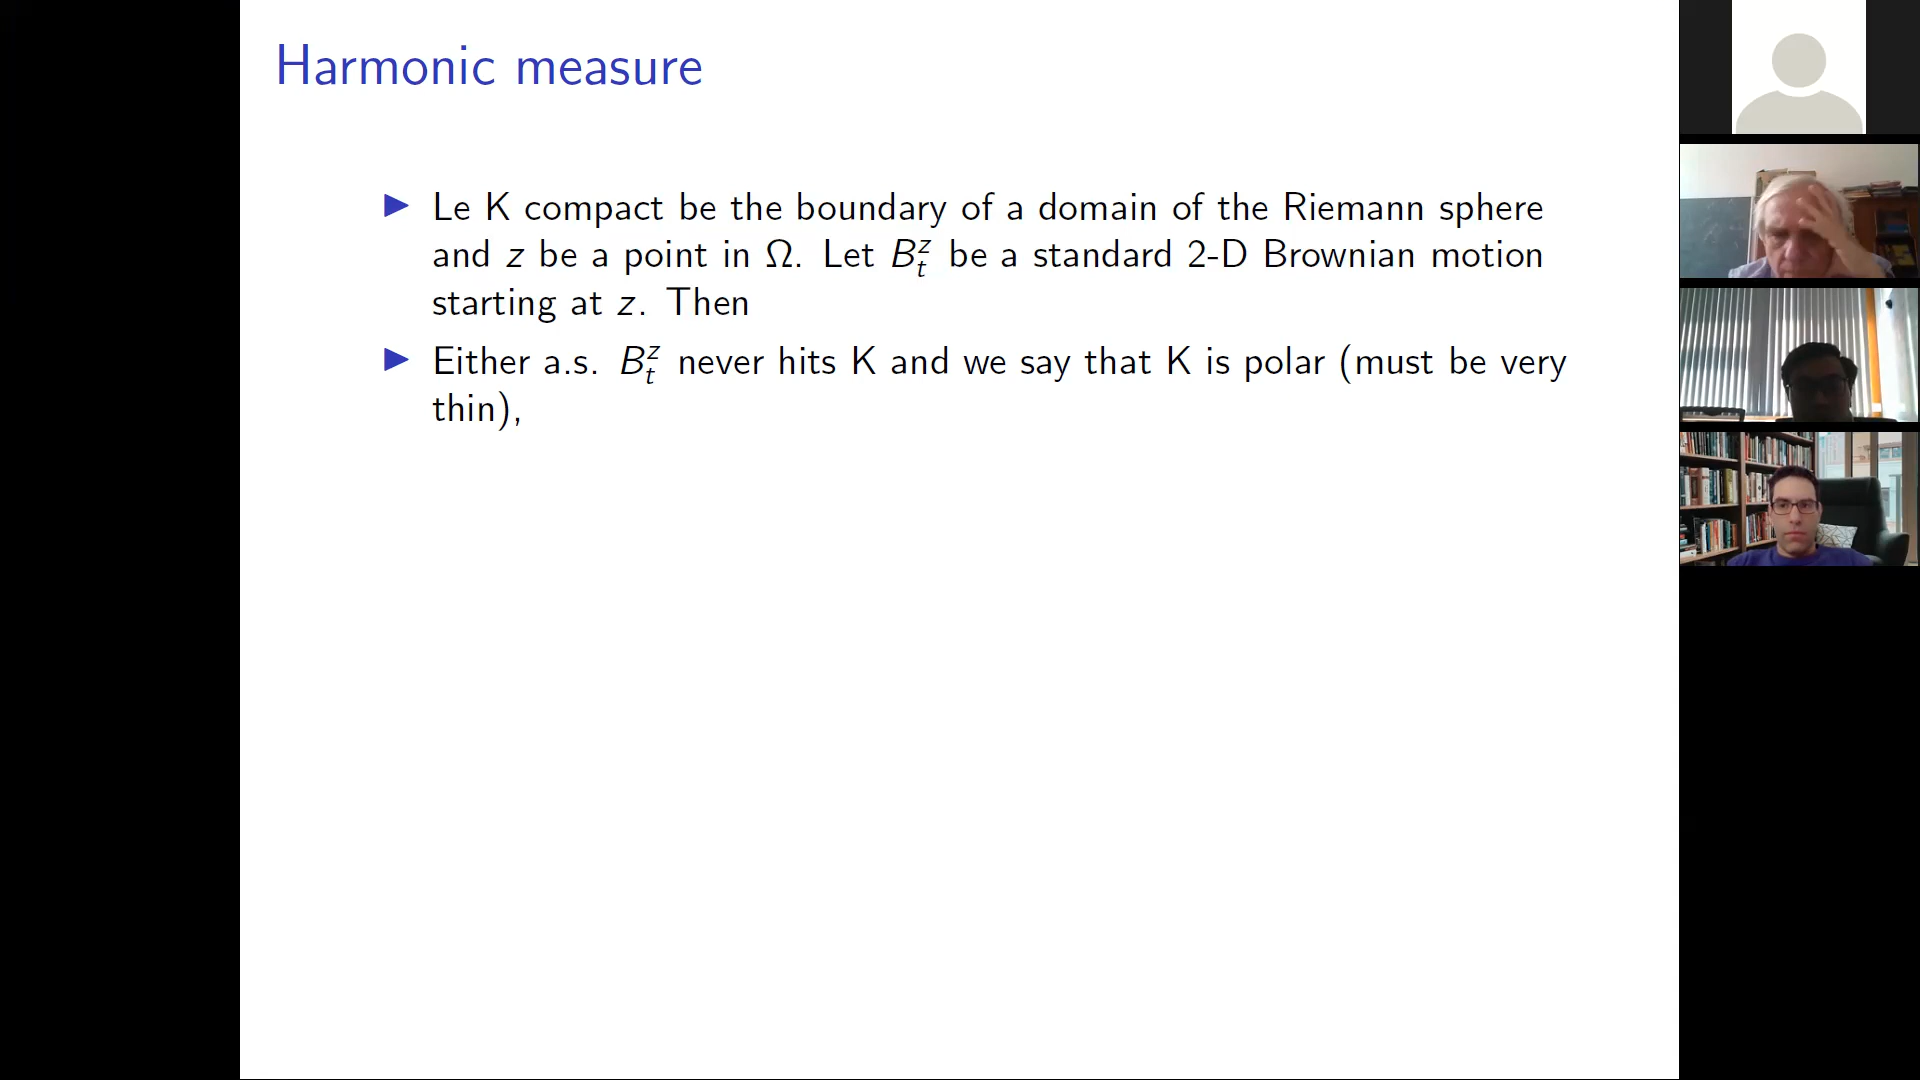 Harmonic measure
Le K compact be the boundary of a domain of the Riemann sphere
and z be a point in Ω. Let B_t^z be a standard 2-D Brownian motion
starting at z. Then
Either a.s. B_t^z never hits K and we say that K is polar (must be very
thin),